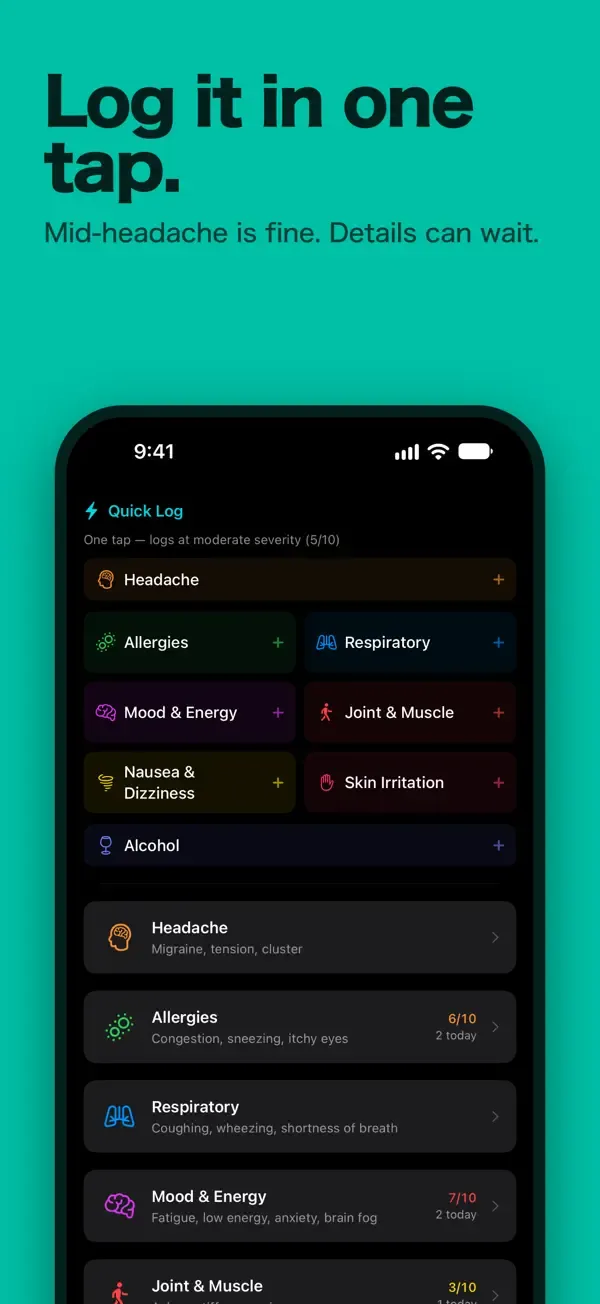 Log it in one
tap.
Mid-headache is fine. Details can wait.
9:41
Quick Log
One tap — logs at moderate severity (5/10)
Headache +
Allergies +
Respiratory +
Mood & Energy +
Joint & Muscle +
Nausea &
Dizziness +
Skin Irritation +
Alcohol +
Headache
Migraine, tension, cluster
Allergies
Congestion, sneezing, itchy eyes
6/10
2 today
Respiratory
Coughing, wheezing, shortness of breath
Mood & Energy
Fatigue, low energy, anxiety, brain fog
7/10
2 today
Joint & Muscle
3/10